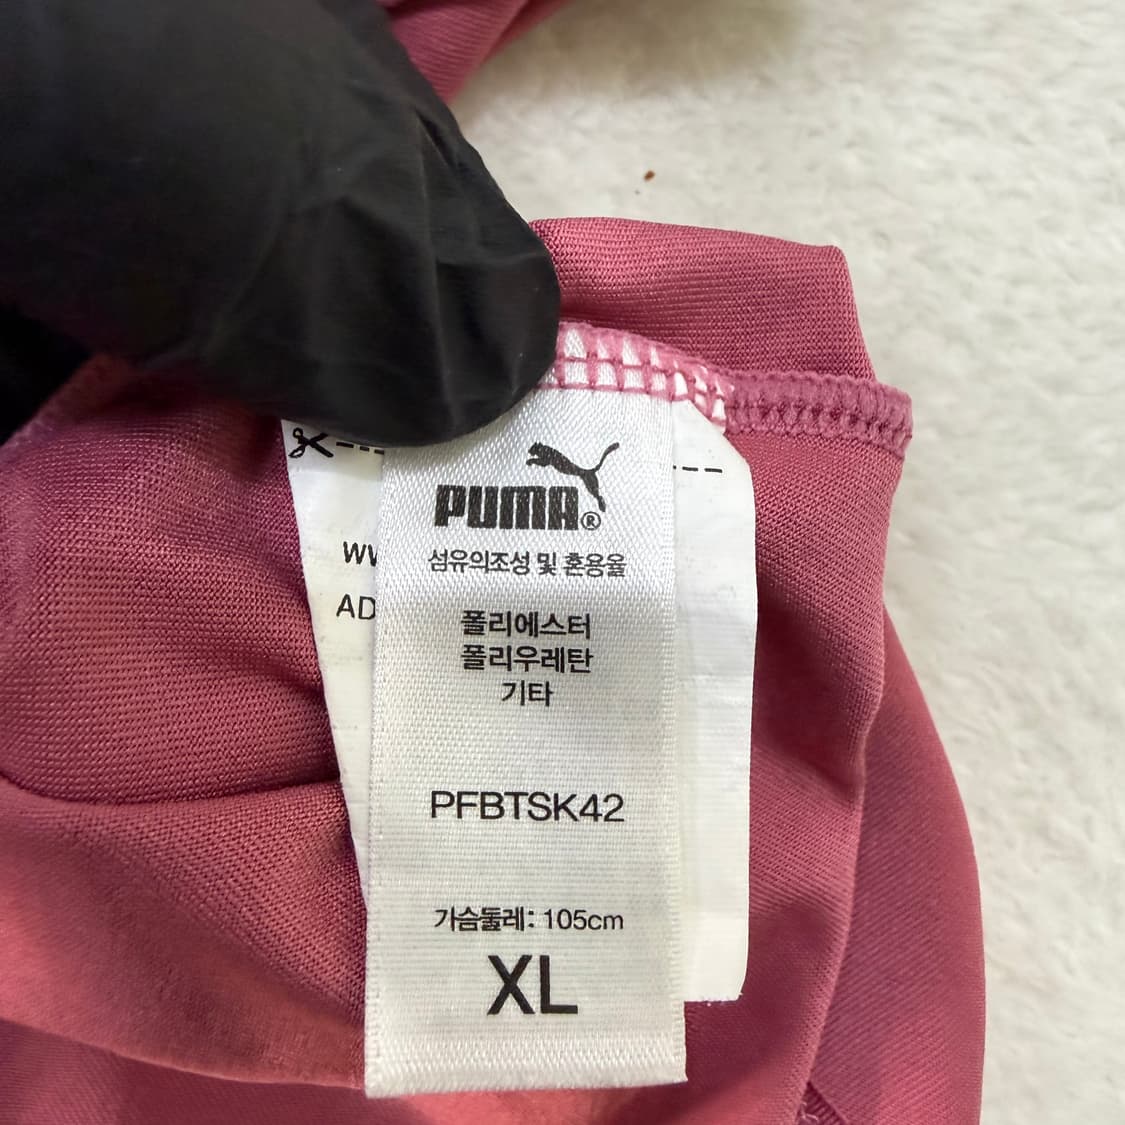 PUMA®
섬유의조성 및 혼용율
폴리에스터
폴리우레탄
기타
PFBTSK42
가슴둘레: 105cm
XL
AD